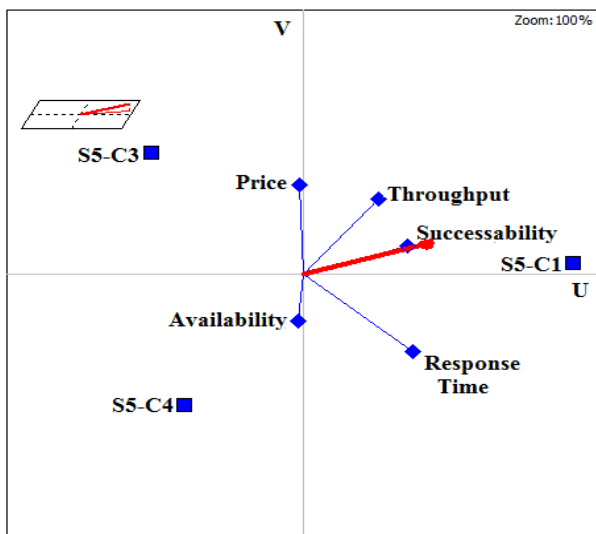 V
Zoom: 100%
S5-C3
Price
Throughput
Successability
S5-C1
U
Availability
Response
Time
S5-C4